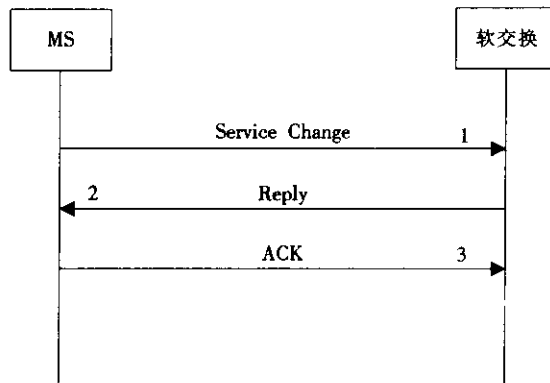 MS
软交换
Service Change 1
2 Reply
ACK 3